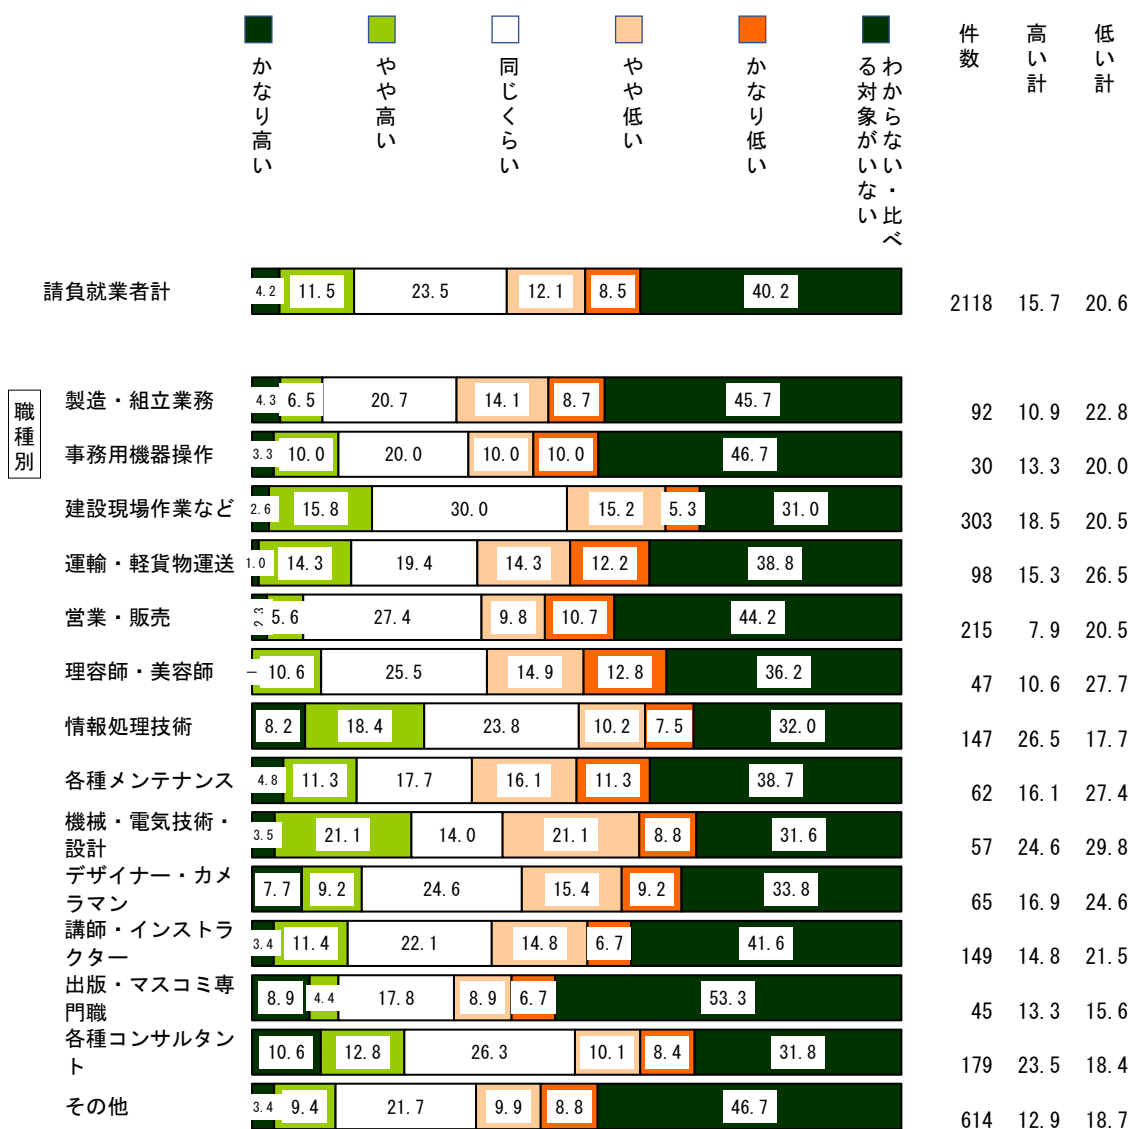 かなり高い
やや高い
同じくらい
やや低い
かなり低い
わからない・比べ
る対象がいない
件数
高い計
低い計
請負就業者計 4.2 11.5 23.5 12.1 8.5 40.2 2118 15.7 20.6
職種別
製造・組立業務 4.3 6.5 20.7 14.1 8.7 45.7 92 10.9 22.8
事務用機器操作 3.3 10.0 20.0 10.0 10.0 46.7 30 13.3 20.0
建設現場作業など 2.6 15.8 30.0 15.2 5.3 31.0 303 18.5 20.5
運輸・軽貨物運送 1.0 14.3 19.4 14.3 12.2 38.8 98 15.3 26.5
営業・販売 2.3 5.6 27.4 9.8 10.7 44.2 215 7.9 20.5
理容師・美容師 - 10.6 25.5 14.9 12.8 36.2 47 10.6 27.7
情報処理技術 8.2 18.4 23.8 10.2 7.5 32.0 147 26.5 17.7
各種メンテナンス 4.8 11.3 17.7 16.1 11.3 38.7 62 16.1 27.4
機械・電気技術・
設計 3.5 21.1 14.0 21.1 8.8 31.6 57 24.6 29.8
デザイナー・カメ
ラマン 7.7 9.2 24.6 15.4 9.2 33.8 65 16.9 24.6
講師・インストラ
クター 3.4 11.4 22.1 14.8 6.7 41.6 149 14.8 21.5
出版・マスコミ専
門職 8.9 4.4 17.8 8.9 6.7 53.3 45 13.3 15.6
各種コンサルタン
ト 10.6 12.8 26.3 10.1 8.4 31.8 179 23.5 18.4
その他 3.4 9.4 21.7 9.9 8.8 46.7 614 12.9 18.7